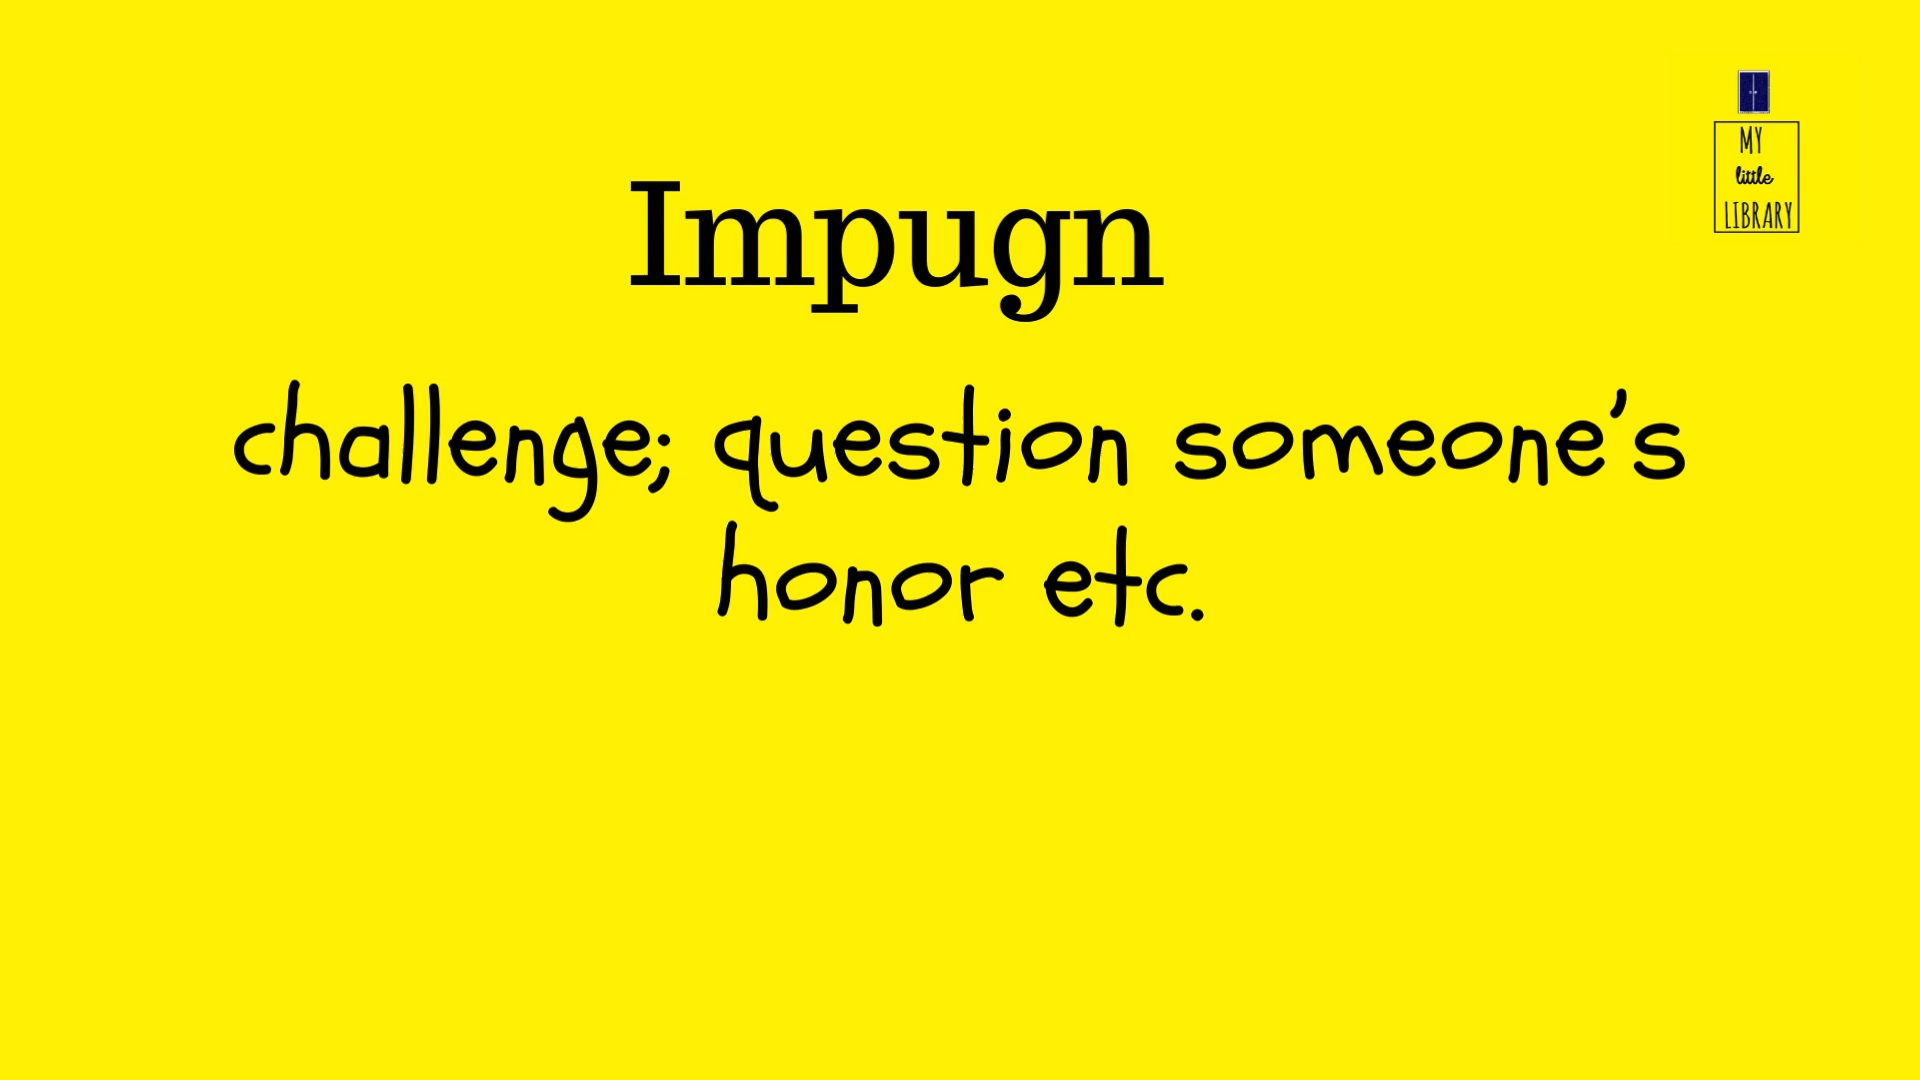 MY
little
LIBRARY
Impugn
challenge; question someone's
honor etc.